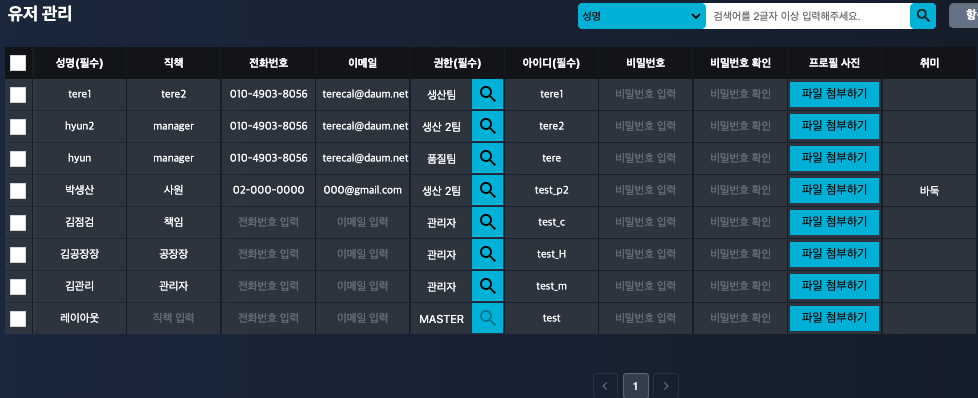 유저 관리
성명 검색어를 2글자 이상 입력해주세요. 항
성명(필수) 직책 전화번호 이메일 권한(필수) 아이디(필수) 비밀번호 비밀번호 확인 프로필 사진 취미
tere1 tere2 010-4903-8056 terecal@daum.net 생산팀 tere1 비밀번호 입력 비밀번호 확인 파일 첨부하기
hyun2 manager 010-4903-8056 terecal@daum.net 생산 2팀 tere2 비밀번호 입력 비밀번호 확인 파일 첨부하기
hyun manager 010-4903-8056 terecal@daum.net 품질팀 tere 비밀번호 입력 비밀번호 확인 파일 첨부하기
박생산 사원 02-000-0000 000@gmail.com 생산 2팀 test_p2 비밀번호 입력 비밀번호 확인 파일 첨부하기 바둑
김점검 책임 전화번호 입력 이메일 입력 관리자 test_c 비밀번호 입력 비밀번호 확인 파일 첨부하기
김공장장 공장장 전화번호 입력 이메일 입력 관리자 test_H 비밀번호 입력 비밀번호 확인 파일 첨부하기
김관리 관리자 전화번호 입력 이메일 입력 관리자 test_m 비밀번호 입력 비밀번호 확인 파일 첨부하기
레이아웃 직책 입력 전화번호 입력 이메일 입력 MASTER test 비밀번호 입력 비밀번호 확인 파일 첨부하기
1